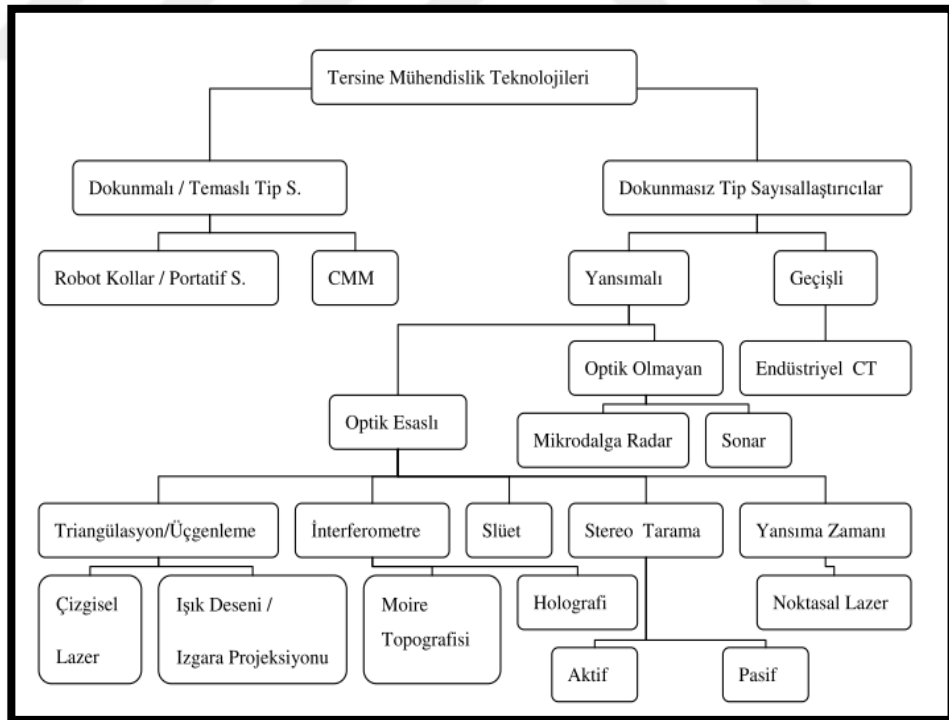 Tersine Mühendislik Teknolojileri
Dokunmalı / Temaslı Tip S.
Dokunmasız Tip Sayısallaştırıcılar
Robot Kollar / Portatif S.
CMM
Yansımalı
Geçişli
Optik Olmayan
Endüstriyel CT
Optik Esaslı
Mikrodalga Radar
Sonar
Triangülasyon/Üçgenleme
İnterferometre
Slüet
Stereo Tarama
Yansıma Zamanı
Çizgisel
Lazer
Işık Deseni /
Izgara Projeksiyonu
Moire
Topografisi
Holografi
Noktasal Lazer
Aktif
Pasif